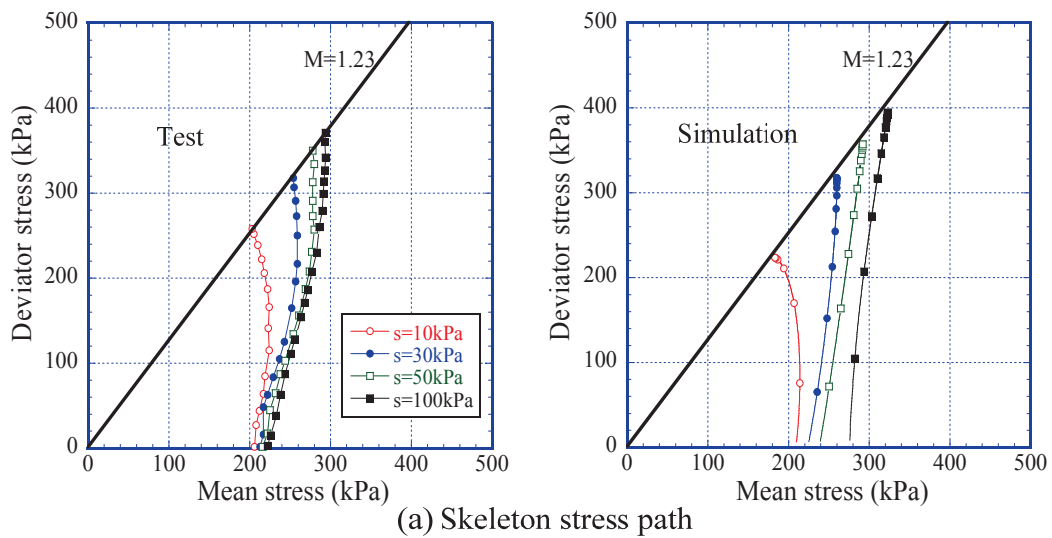 500
400
300
200
100
0
Deviator stress (kPa)
M=1.23
Test
s=10kPa
s=30kPa
s=50kPa
s=100kPa
0 100 200 300 400 500
Mean stress (kPa)
500
400
300
200
100
0
Deviator stress (kPa)
M=1.23
Simulation
0 100 200 300 400 500
Mean stress (kPa)
(a) Skeleton stress path